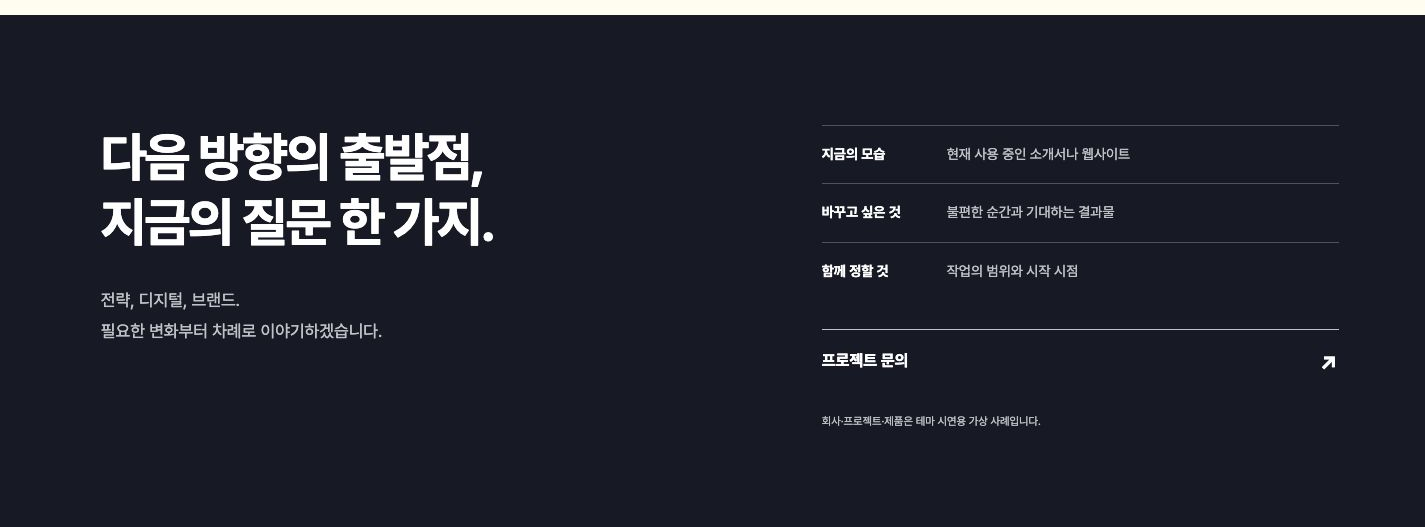 다음 방향의 출발점,
지금의 질문 한 가지.
전략, 디지털, 브랜드.
필요한 변화부터 차례로 이야기하겠습니다.
지금의 모습 현재 사용 중인 소개서나 웹사이트
바꾸고 싶은 것 불편한 순간과 기대하는 결과물
함께 정할 것 작업의 범위와 시작 시점
프로젝트 문의
회사·프로젝트·제품은 테마 시연용 가상 사례입니다.